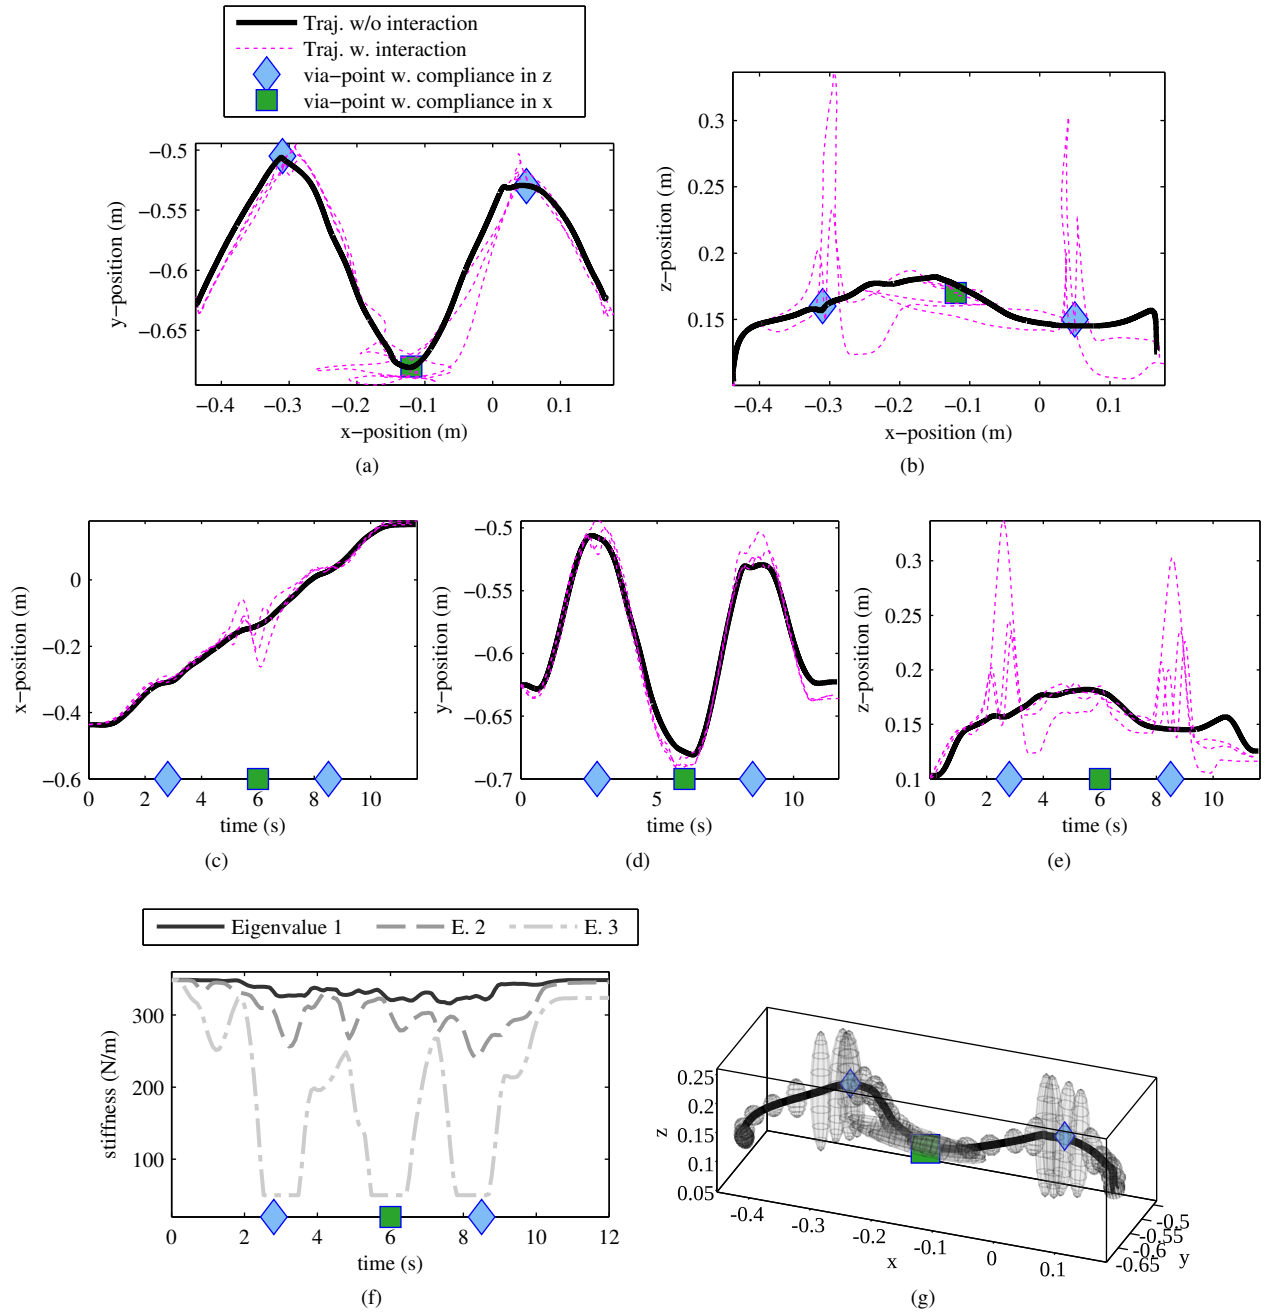 Traj. w/o interaction
Traj. w. interaction
via−point w. compliance in z
via−point w. compliance in x
−0.5
−0.55
−0.6
−0.65
y−position (m)
−0.4 −0.3 −0.2 −0.1 0 0.1
x−position (m)
(a)
0.3
0.25
0.2
0.15
z−position (m)
−0.4 −0.3 −0.2 −0.1 0 0.1
x−position (m)
(b)
0
−0.2
−0.4
−0.6
x−position (m)
0 2 4 6 8 10
time (s)
(c)
−0.5
−0.55
−0.6
−0.65
−0.7
y−position (m)
0 5 10
time (s)
(d)
0.3
0.25
0.2
0.15
0.1
z−position (m)
0 2 4 6 8 10
time (s)
(e)
Eigenvalue 1 E. 2 E. 3
300
200
100
stiffness (N/m)
0 2 4 6 8 10 12
time (s)
(f)
0.25
0.2
0.15
0.1
0.05
z
-0.4
-0.3
-0.2
-0.1
0
0.1
x
-0.5
-0.55
-0.6
-0.65
y
(g)